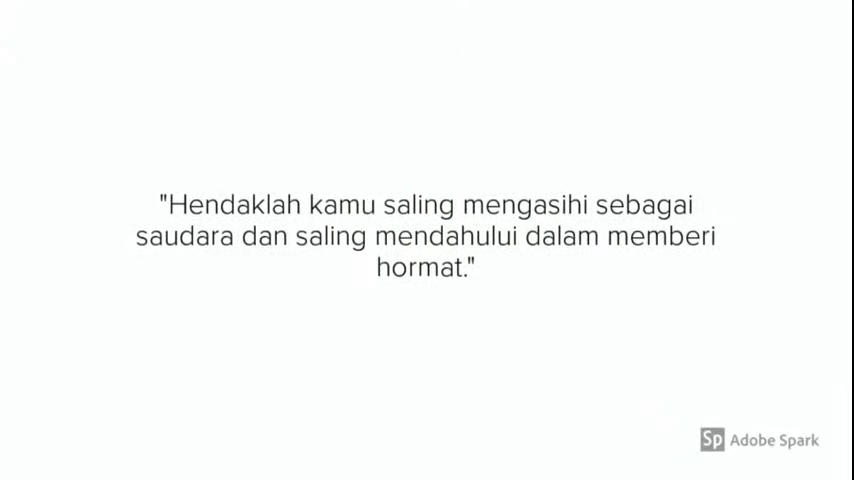 "Hendaklah kamu saling mengasihi sebagai
saudara dan saling mendahului dalam memberi
hormat."
Sp Adobe Spark